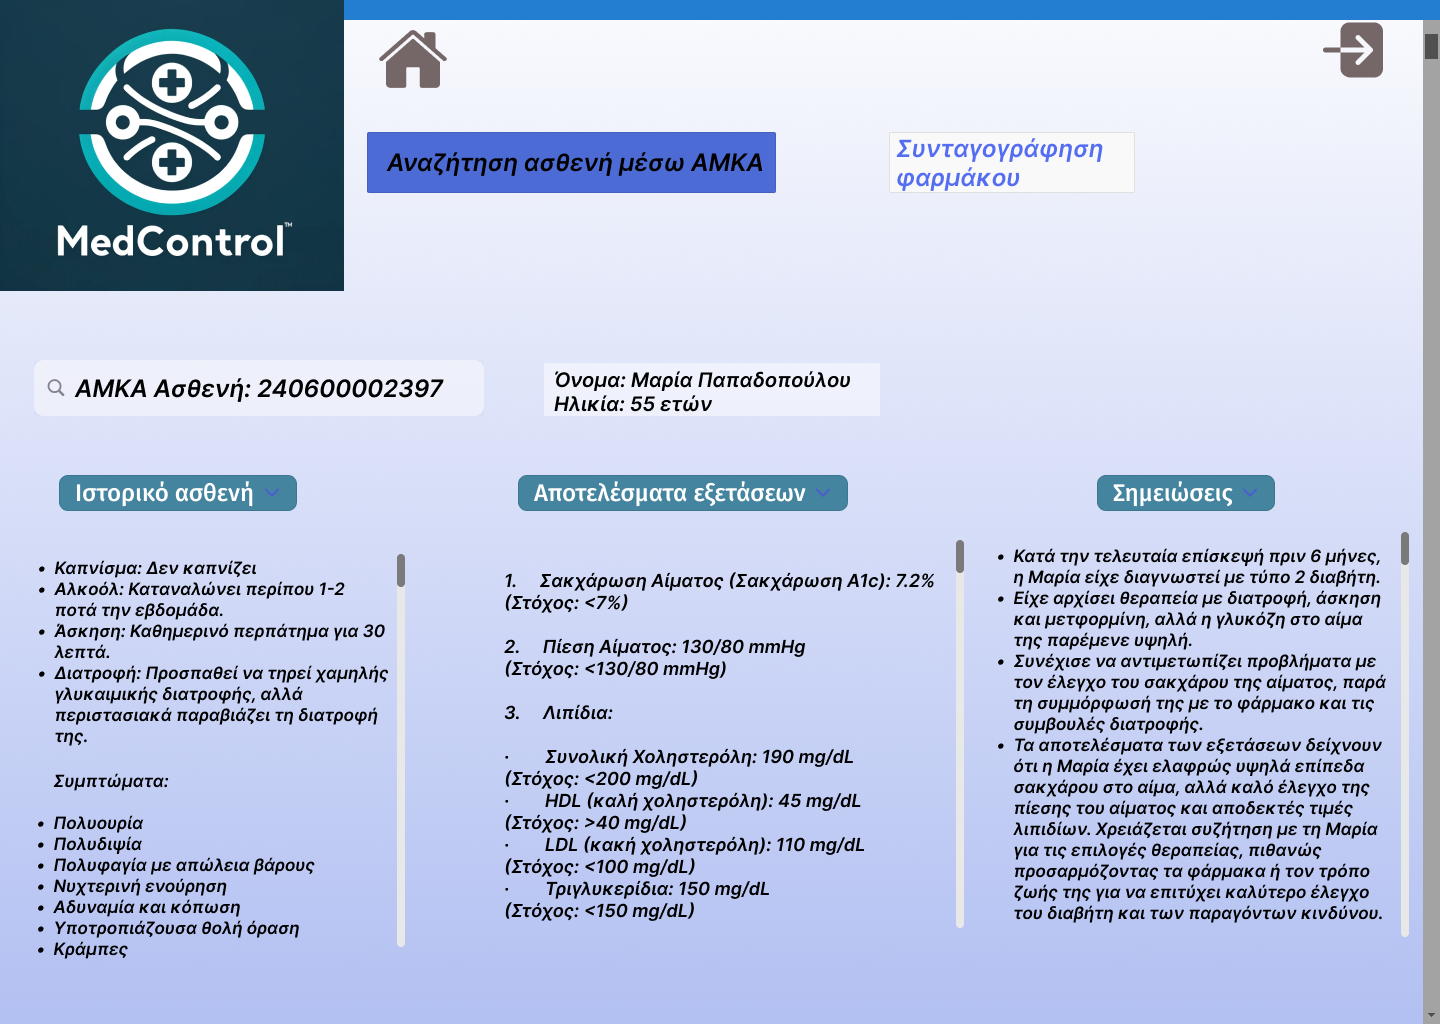 MedControl™
Αναζήτηση ασθενή μέσω ΑΜΚΑ
Συνταγογράφηση
φαρμάκου
ΑΜΚΑ Ασθενή: 240600002397
Όνομα: Μαρία Παπαδοπούλου
Ηλικία: 55 ετών
Ιστορικό ασθενή
• Καπνίσμα: Δεν καπνίζει
• Αλκοόλ: Καταναλώνει περίπου 1-2
ποτά την εβδομάδα.
• Άσκηση: Καθημερινό περπάτημα για 30
λεπτά.
• Διατροφή: Προσπαθεί να τηρεί χαμηλής
γλυκαιμικής διατροφής, αλλά
περιστασιακά παραβιάζει τη διατροφή
της.
Συμπτώματα:
• Πολυουρία
• Πολυδιψία
• Πολυφαγία με απώλεια βάρους
• Νυχτερινή ενούρηση
• Αδυναμία και κόπωση
• Υποτροπιάζουσα θολή όραση
• Κράμπες
Αποτελέσματα εξετάσεων
1. Σακχάρωση Αίματος (Σακχάρωση A1c): 7.2%
(Στόχος: <7%)
2. Πίεση Αίματος: 130/80 mmHg
(Στόχος: <130/80 mmHg)
3. Λιπίδια:
· Συνολική Χοληστερόλη: 190 mg/dL
(Στόχος: <200 mg/dL)
· HDL (καλή χοληστερόλη): 45 mg/dL
(Στόχος: >40 mg/dL)
· LDL (κακή χοληστερόλη): 110 mg/dL
(Στόχος: <100 mg/dL)
· Τριγλυκερίδια: 150 mg/dL
(Στόχος: <150 mg/dL)
Σημειώσεις
• Κατά την τελευταία επίσκεψή πριν 6 μήνες,
η Μαρία είχε διαγνωστεί με τύπο 2 διαβήτη.
• Είχε αρχίσει θεραπεία με διατροφή, άσκηση
και μετφορμίνη, αλλά η γλυκόζη στο αίμα
της παρέμενε υψηλή.
• Συνέχισε να αντιμετωπίζει προβλήματα με
τον έλεγχο του σακχάρου της αίματος, παρά
τη συμμόρφωσή της με το φάρμακο και τις
συμβουλές διατροφής.
• Τα αποτελέσματα των εξετάσεων δείχνουν
ότι η Μαρία έχει ελαφρώς υψηλά επίπεδα
σακχάρου στο αίμα, αλλά καλό έλεγχο της
πίεσης του αίματος και αποδεκτές τιμές
λιπιδίων. Χρειάζεται συζήτηση με τη Μαρία
για τις επιλογές θεραπείας, πιθανώς
προσαρμόζοντας τα φάρμακα ή τον τρόπο
ζωής της για να επιτύχει καλύτερο έλεγχο
του διαβήτη και των παραγόντων κινδύνου.